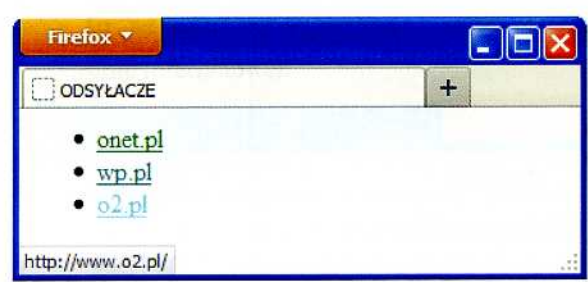 Firefox
ODSYŁACZE
+
onet.pl
wp.pl
o2.pl
http://www.o2.pl/